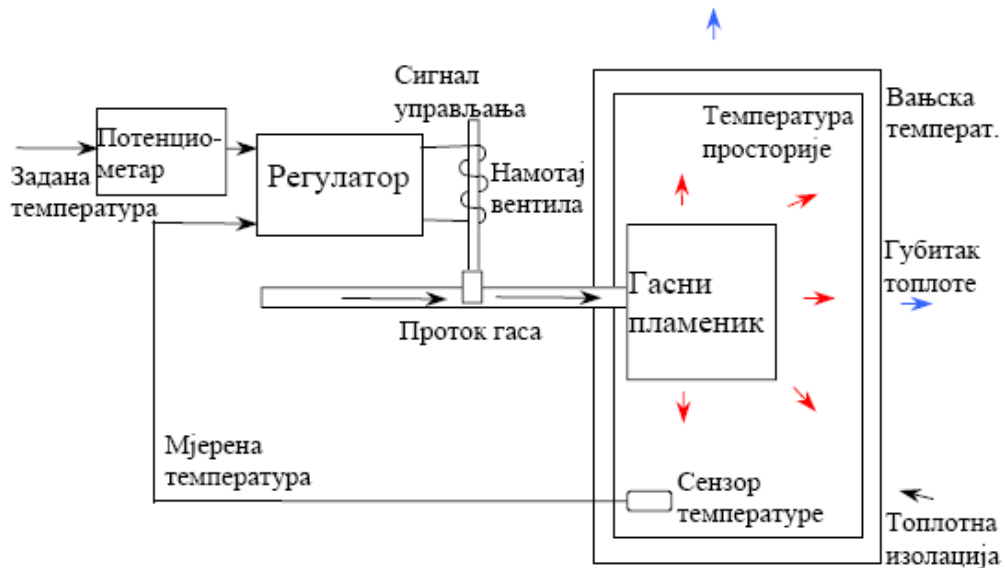 Сигнал
управљања
Вањска
температ.
Температура
просторије
Потенцио-
метар
Задана
температура
Регулатор
Намотај
вентила
Губитак
топлоте
Гасни
пламеник
Проток гаса
Мјерена
температура
Сензор
температуре
Топлотна
изолација